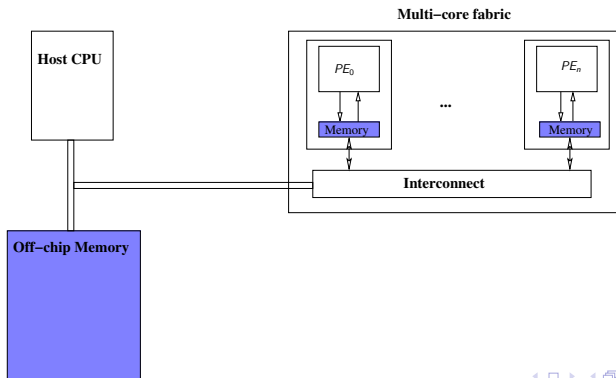 Multi−core fabric
Host CPU
PE0
...
PEn
Memory
Memory
Interconnect
Off−chip Memory